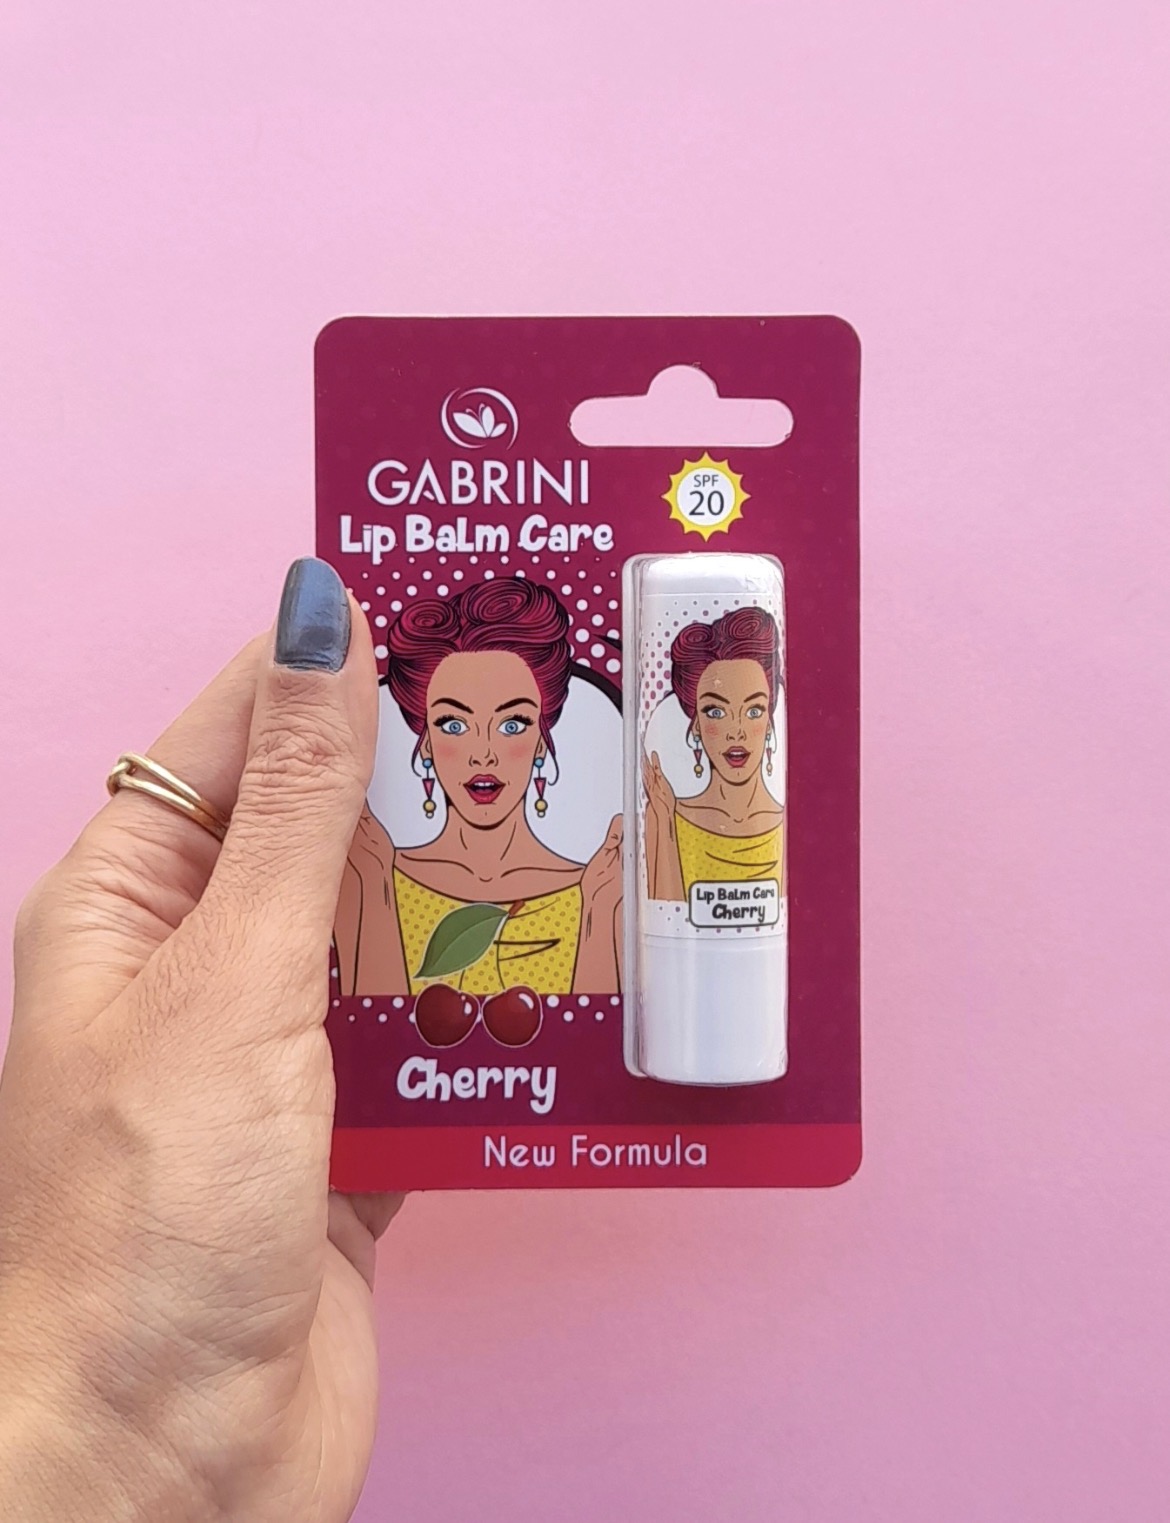 GABRINI
Lip Balm Care
SPF
20
Lip Balm Care
Cherry
Cherry
New Formula